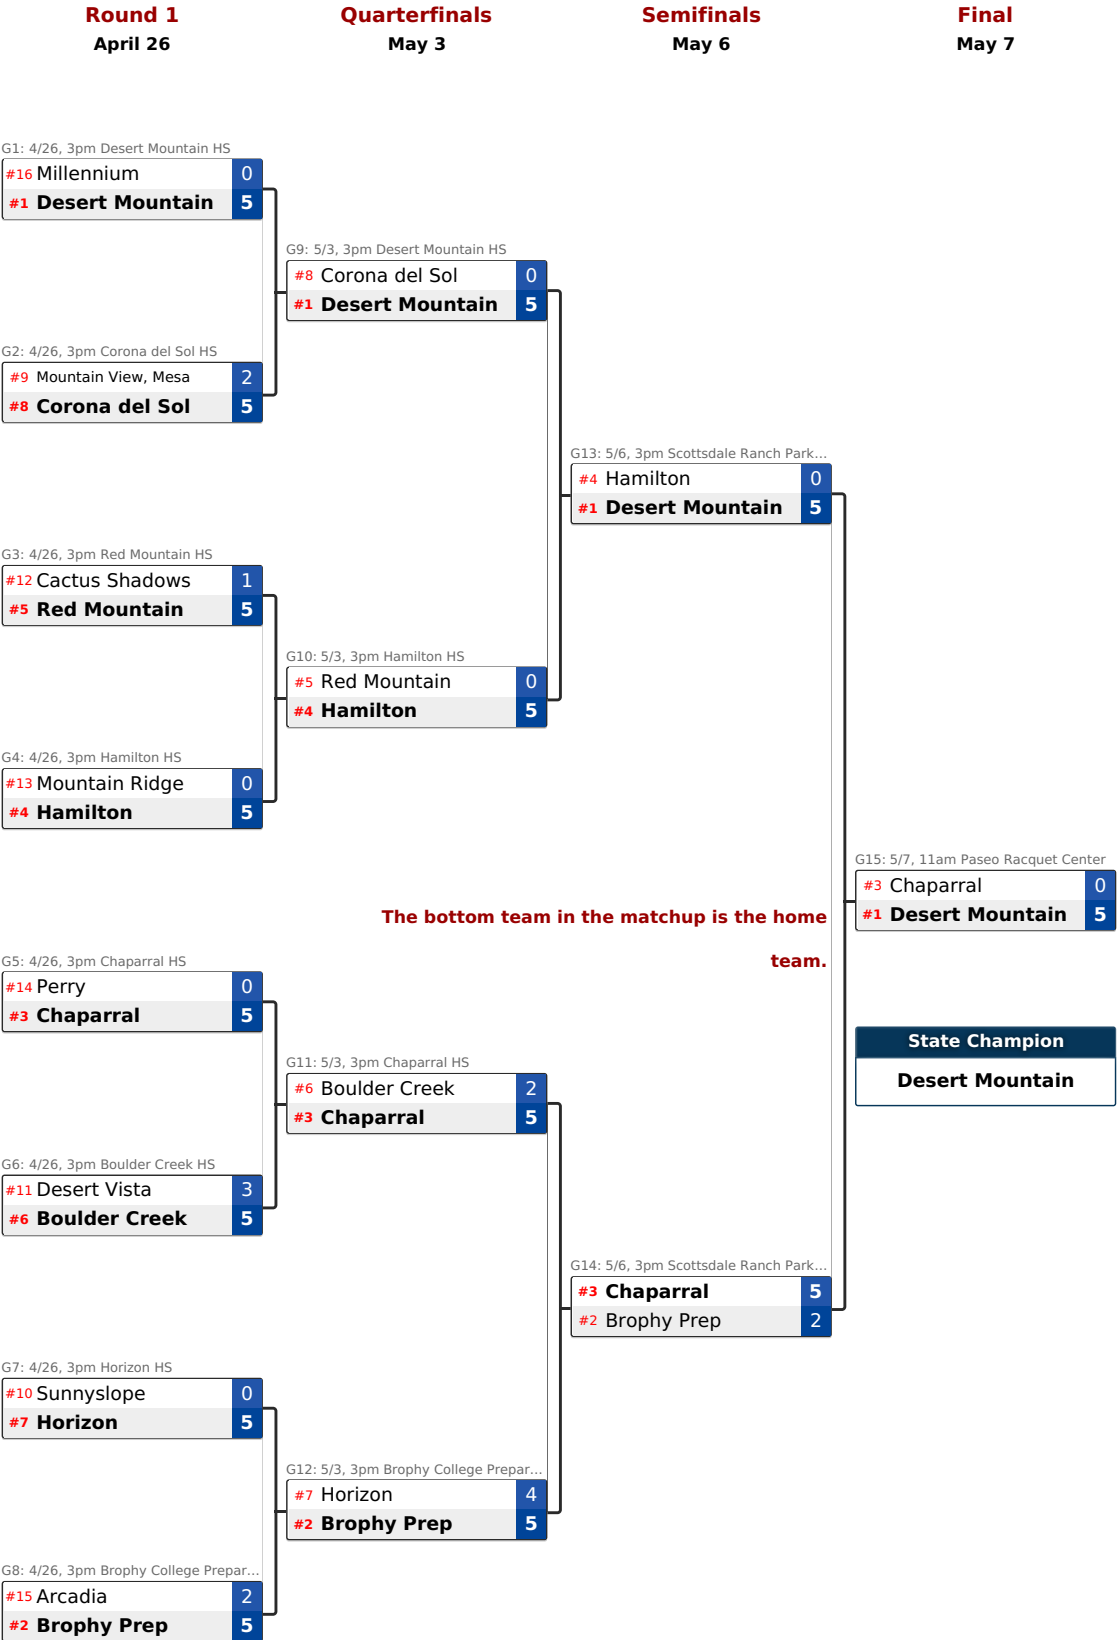 Round 1
April 26
Quarterfinals
May 3
Semifinals
May 6
Final
May 7
G1: 4/26, 3pm Desert Mountain HS
#16 Millennium 0
#1 Desert Mountain 5
G2: 4/26, 3pm Corona del Sol HS
#9 Mountain View, Mesa 2
#8 Corona del Sol 5
G3: 4/26, 3pm Red Mountain HS
#12 Cactus Shadows 1
#5 Red Mountain 5
G4: 4/26, 3pm Hamilton HS
#13 Mountain Ridge 0
#4 Hamilton 5
G5: 4/26, 3pm Chaparral HS
#14 Perry 0
#3 Chaparral 5
G6: 4/26, 3pm Boulder Creek HS
#11 Desert Vista 3
#6 Boulder Creek 5
G7: 4/26, 3pm Horizon HS
#10 Sunnyslope 0
#7 Horizon 5
G8: 4/26, 3pm Brophy College Prepar...
#15 Arcadia 2
#2 Brophy Prep 5
G9: 5/3, 3pm Desert Mountain HS
#8 Corona del Sol 0
#1 Desert Mountain 5
G10: 5/3, 3pm Hamilton HS
#5 Red Mountain 0
#4 Hamilton 5
G11: 5/3, 3pm Chaparral HS
#6 Boulder Creek 2
#3 Chaparral 5
G12: 5/3, 3pm Brophy College Prepar...
#7 Horizon 4
#2 Brophy Prep 5
G13: 5/6, 3pm Scottsdale Ranch Park...
#4 Hamilton 0
#1 Desert Mountain 5
The bottom team in the matchup is the home
team.
G14: 5/6, 3pm Scottsdale Ranch Park...
#3 Chaparral 5
#2 Brophy Prep 2
G15: 5/7, 11am Paseo Racquet Center
#3 Chaparral 0
#1 Desert Mountain 5
State Champion
Desert Mountain